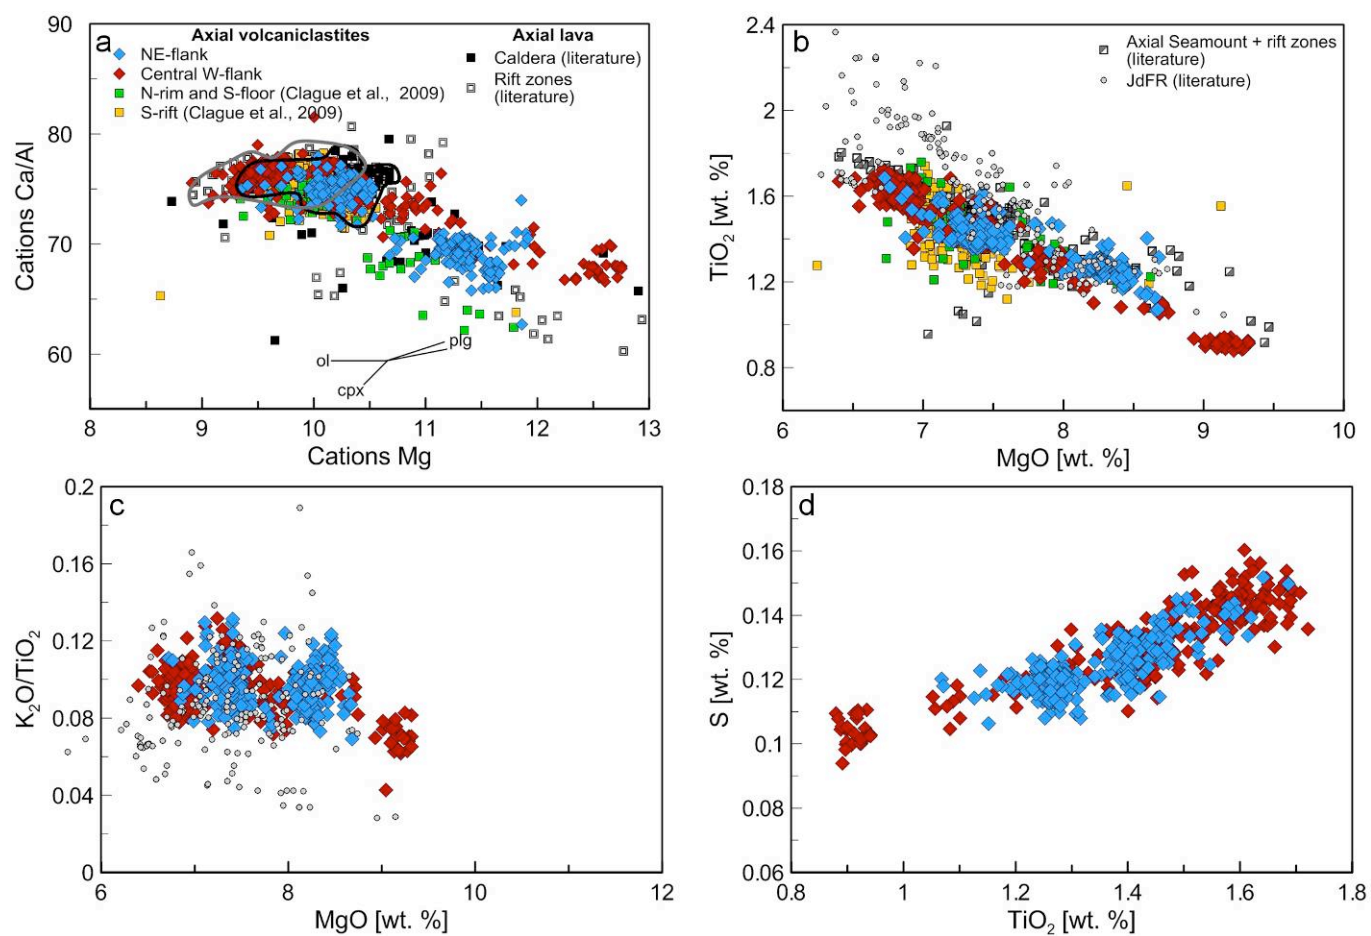 a
Axial volcaniclastites
NE-flank
Central W-flank
N-rim and S-floor (Clague et al., 2009)
S-rift (Clague et al., 2009)
Axial lava
Caldera (literature)
Rift zones
(literature)
90
80
70
60
Cations Ca/Al
ol
plg
cpx
8 9 10 11 12 13
Cations Mg
b
Axial Seamount + rift zones
(literature)
JdFR (literature)
2.4
2
1.6
1.2
0.8
TiO2 [wt. %]
6 7 8 9 10
MgO [wt. %]
c
0.2
0.16
0.12
0.08
0.04
0
K2O/TiO2
6 8 10 12
MgO [wt. %]
d
0.18
0.16
0.14
0.12
0.1
0.08
0.06
S [wt. %]
0.8 1 1.2 1.4 1.6 1.8
TiO2 [wt. %]